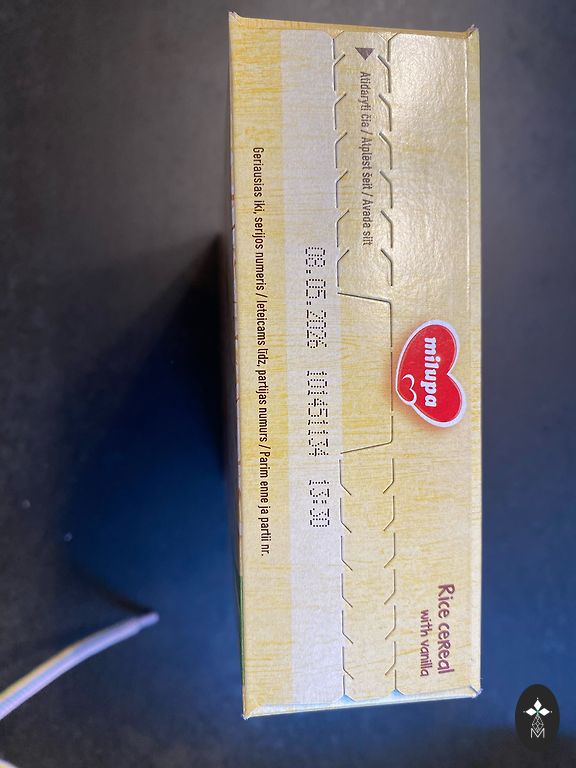 milupa
Rice cereal
with vanilla
Atidaryti čia / Atplēst šeit / Avada siit
08.05.2026 101451134 13:30
Geriausias iki, serijos numeris / Ieteicams līdz, partijas numurs / Parim enne ja partii nr.
M